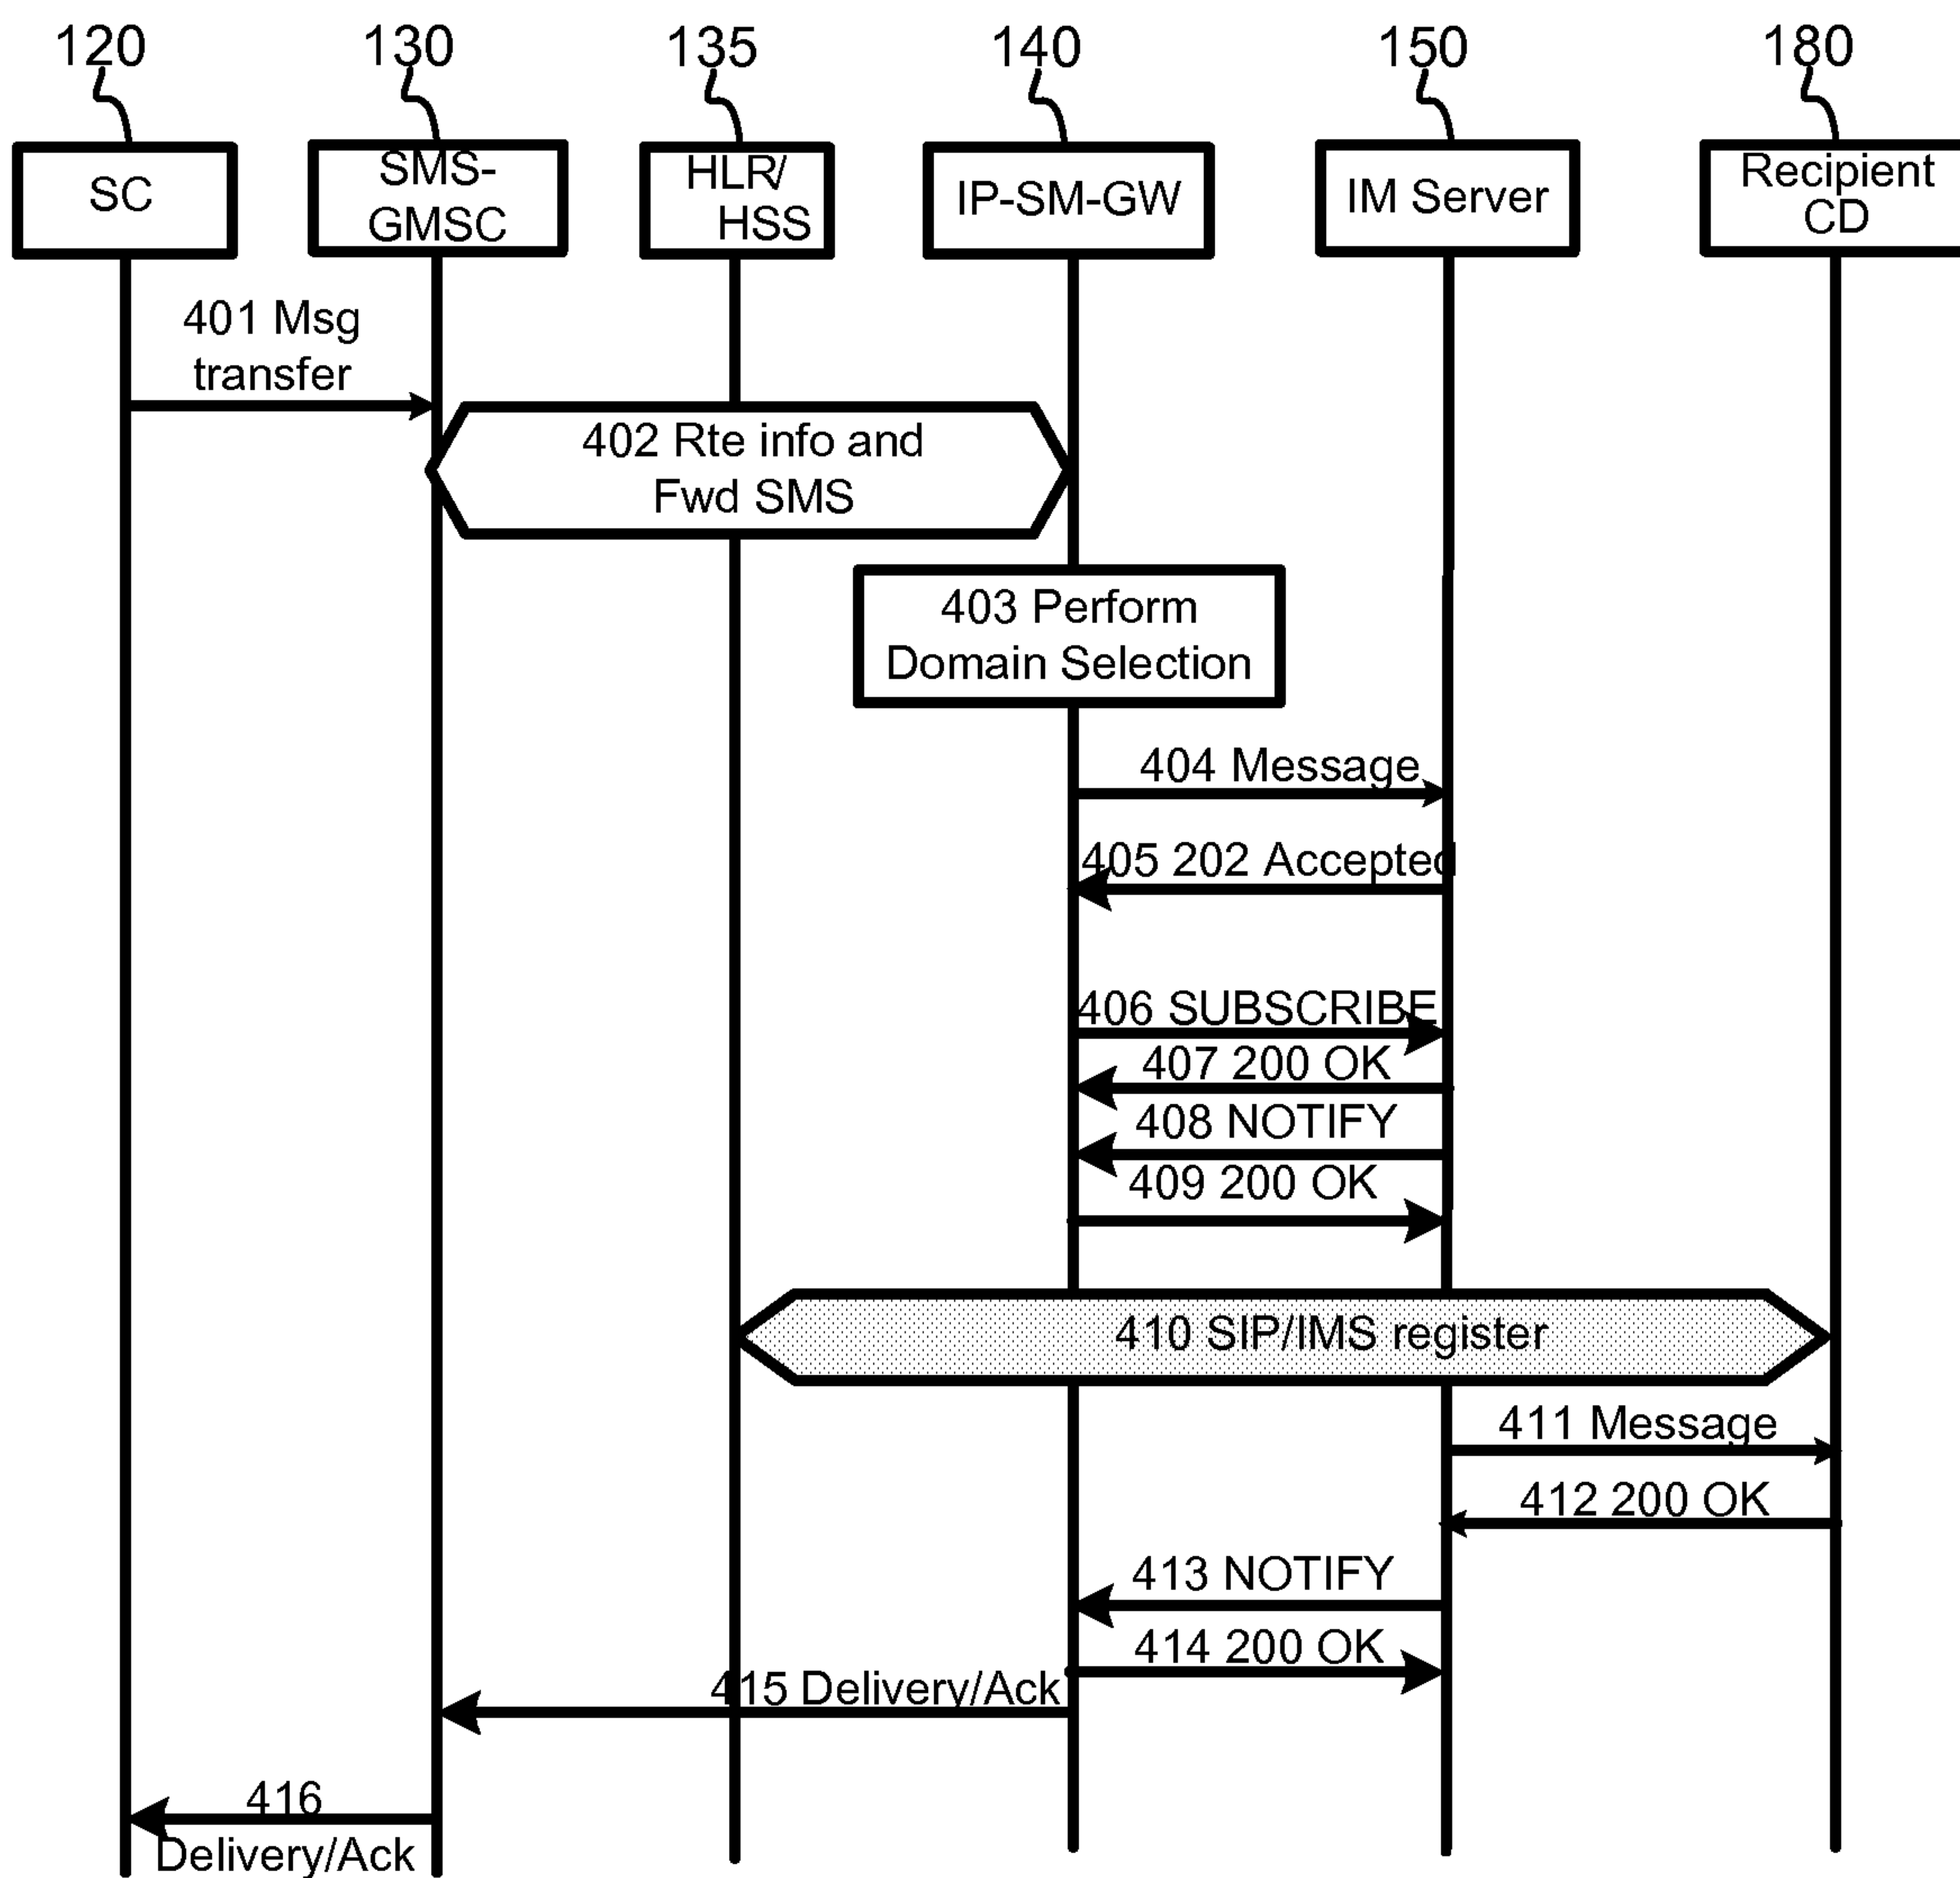 120
130
135
140
150
180
SC
SMS-
GMSC
HLR/
HSS
IP-SM-GW
IM Server
Recipient
CD
401 Msg
transfer
402 Rte info and
Fwd SMS
403 Perform
Domain Selection
404 Message
405 202 Accepted
406 SUBSCRIBE
407 200 OK
408 NOTIFY
409 200 OK
410 SIP/IMS register
411 Message
412 200 OK
413 NOTIFY
414 200 OK
415 Delivery/Ack
416
Delivery/Ack